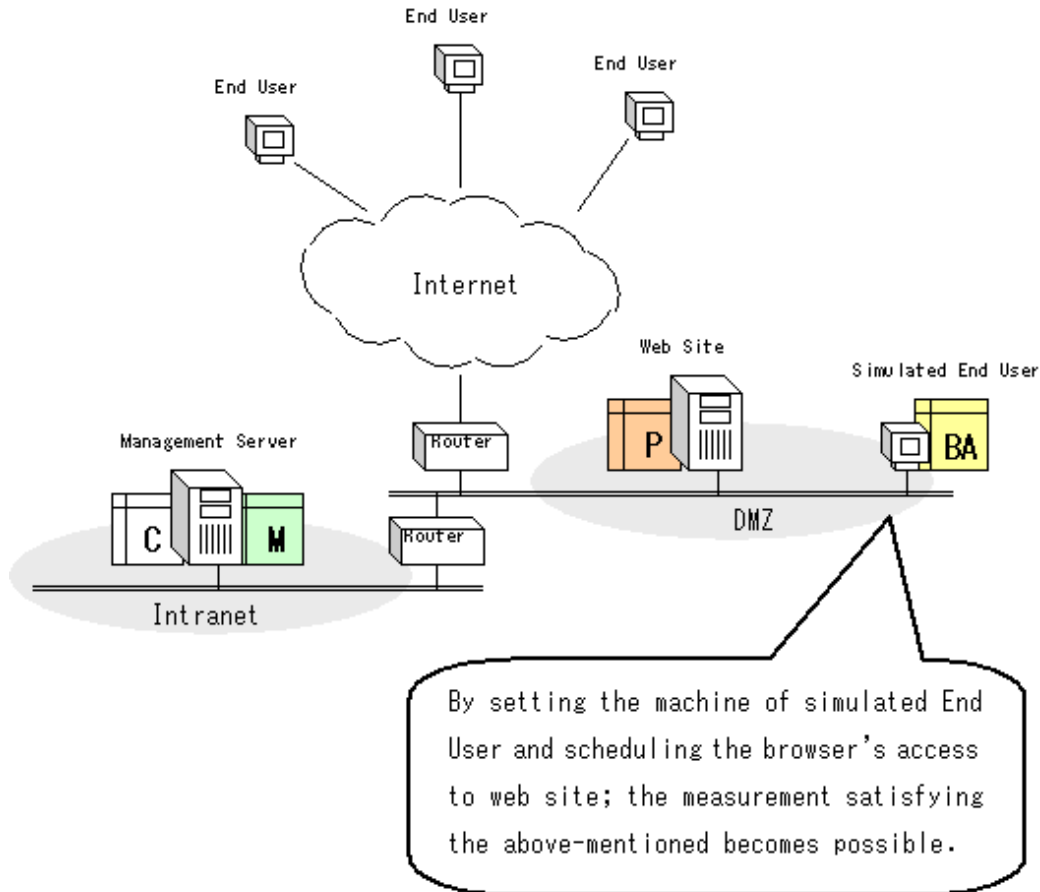 End User
End User
End User
Internet
Web Site
Simulated End User
Management Server
Router
P
BA
DMZ
C
M
Router
Intranet
By setting the machine of simulated End
User and scheduling the browser's access
to web site; the measurement satisfying
the above-mentioned becomes possible.